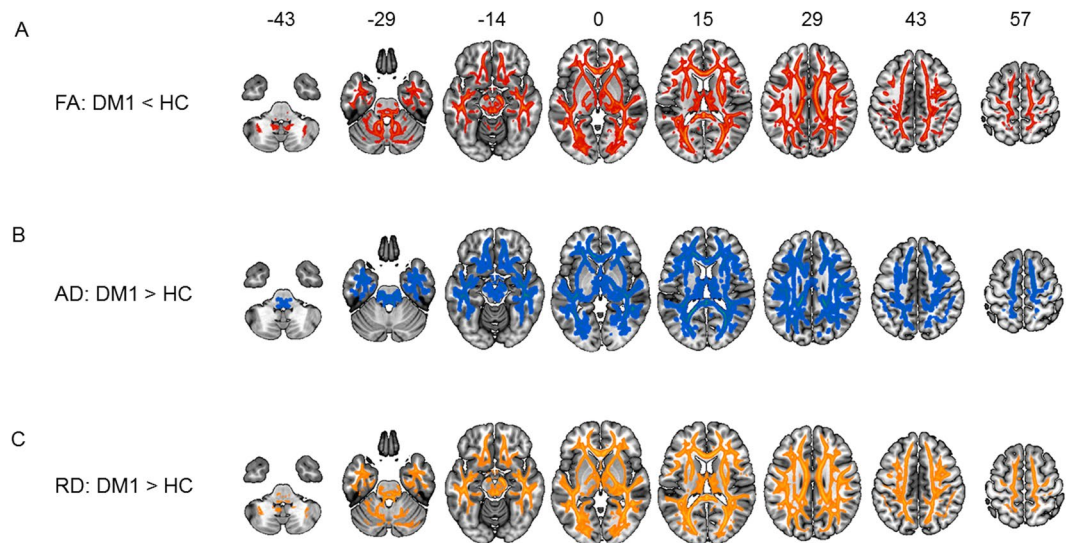 -43 -29 -14 0 15 29 43 57
A
FA: DM1 < HC
B
AD: DM1 > HC
C
RD: DM1 > HC